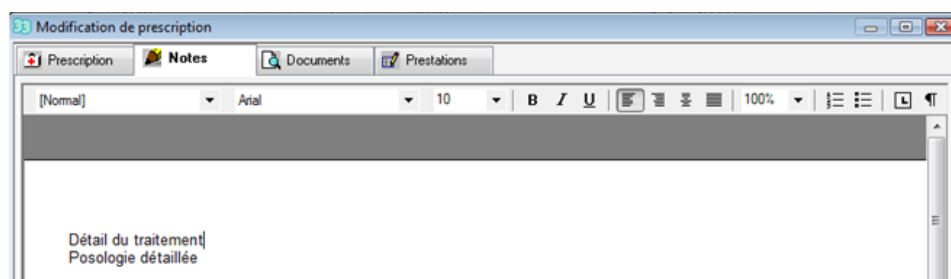 Modification de prescription
Prescription Notes Documents Prestations
[Normal] Arial 10 B I U 100% L ¶
Détail du traitement
Posologie détaillée